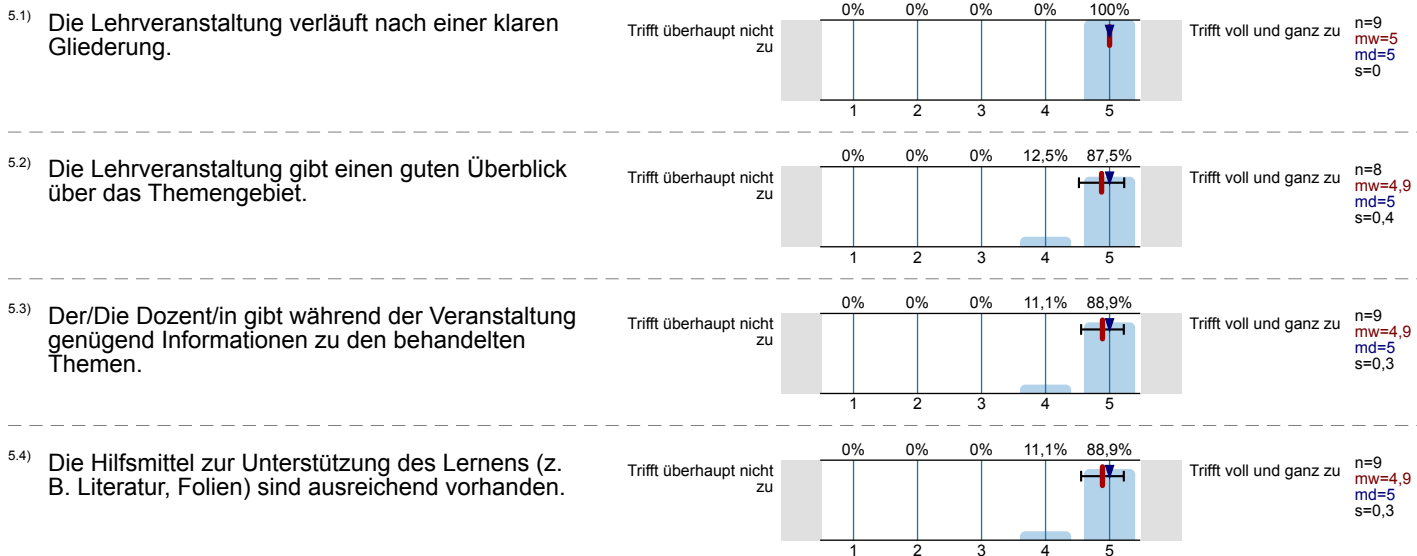 0% 0% 0% 0% 100%
5.1) Die Lehrveranstaltung verläuft nach einer klaren
Gliederung.
Trifft überhaupt nicht
zu
Trifft voll und ganz zu
n=9
mw=5
md=5
s=0
1 2 3 4 5
0% 0% 0% 12,5% 87,5%
5.2) Die Lehrveranstaltung gibt einen guten Überblick
über das Themengebiet.
Trifft überhaupt nicht
zu
Trifft voll und ganz zu
n=8
mw=4,9
md=5
s=0,4
1 2 3 4 5
0% 0% 0% 11,1% 88,9%
5.3) Der/Die Dozent/in gibt während der Veranstaltung
genügend Informationen zu den behandelten
Themen.
Trifft überhaupt nicht
zu
Trifft voll und ganz zu
n=9
mw=4,9
md=5
s=0,3
1 2 3 4 5
0% 0% 0% 11,1% 88,9%
5.4) Die Hilfsmittel zur Unterstützung des Lernens (z.
B. Literatur, Folien) sind ausreichend vorhanden.
Trifft überhaupt nicht
zu
Trifft voll und ganz zu
n=9
mw=4,9
md=5
s=0,3
1 2 3 4 5